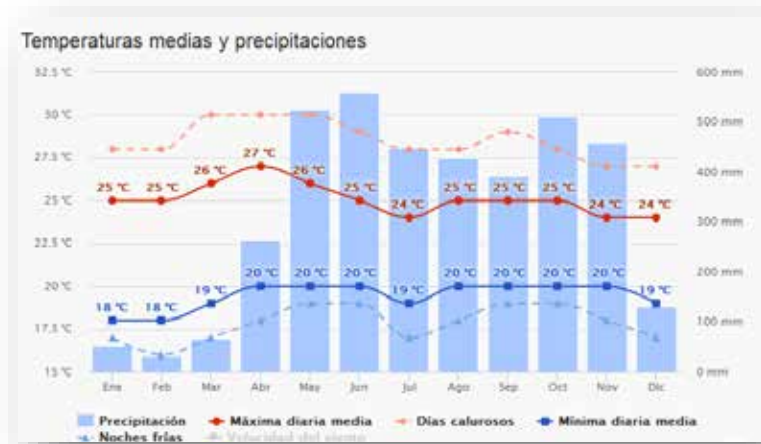 Temperaturas medias y precipitaciones
32.5 °C
600 mm
30 °C
500 mm
27.5 °C
400 mm
25 °C
300 mm
22.5 °C
20 °C
200 mm
17.5 °C
100 mm
15 °C
0 mm
25 °C 25 °C 26 °C 27 °C 26 °C 25 °C 24 °C 25 °C 25 °C 25 °C 24 °C 24 °C
18 °C 18 °C 19 °C 20 °C 20 °C 20 °C 19 °C 20 °C 20 °C 20 °C 20 °C 19 °C
Ene Feb Mar Abr May Jun Jul Ago Sep Oct Nov Dic
Precipitación Máxima diaria media Días calurosos Mínima diaria media
Noches frías Velocidad del viento